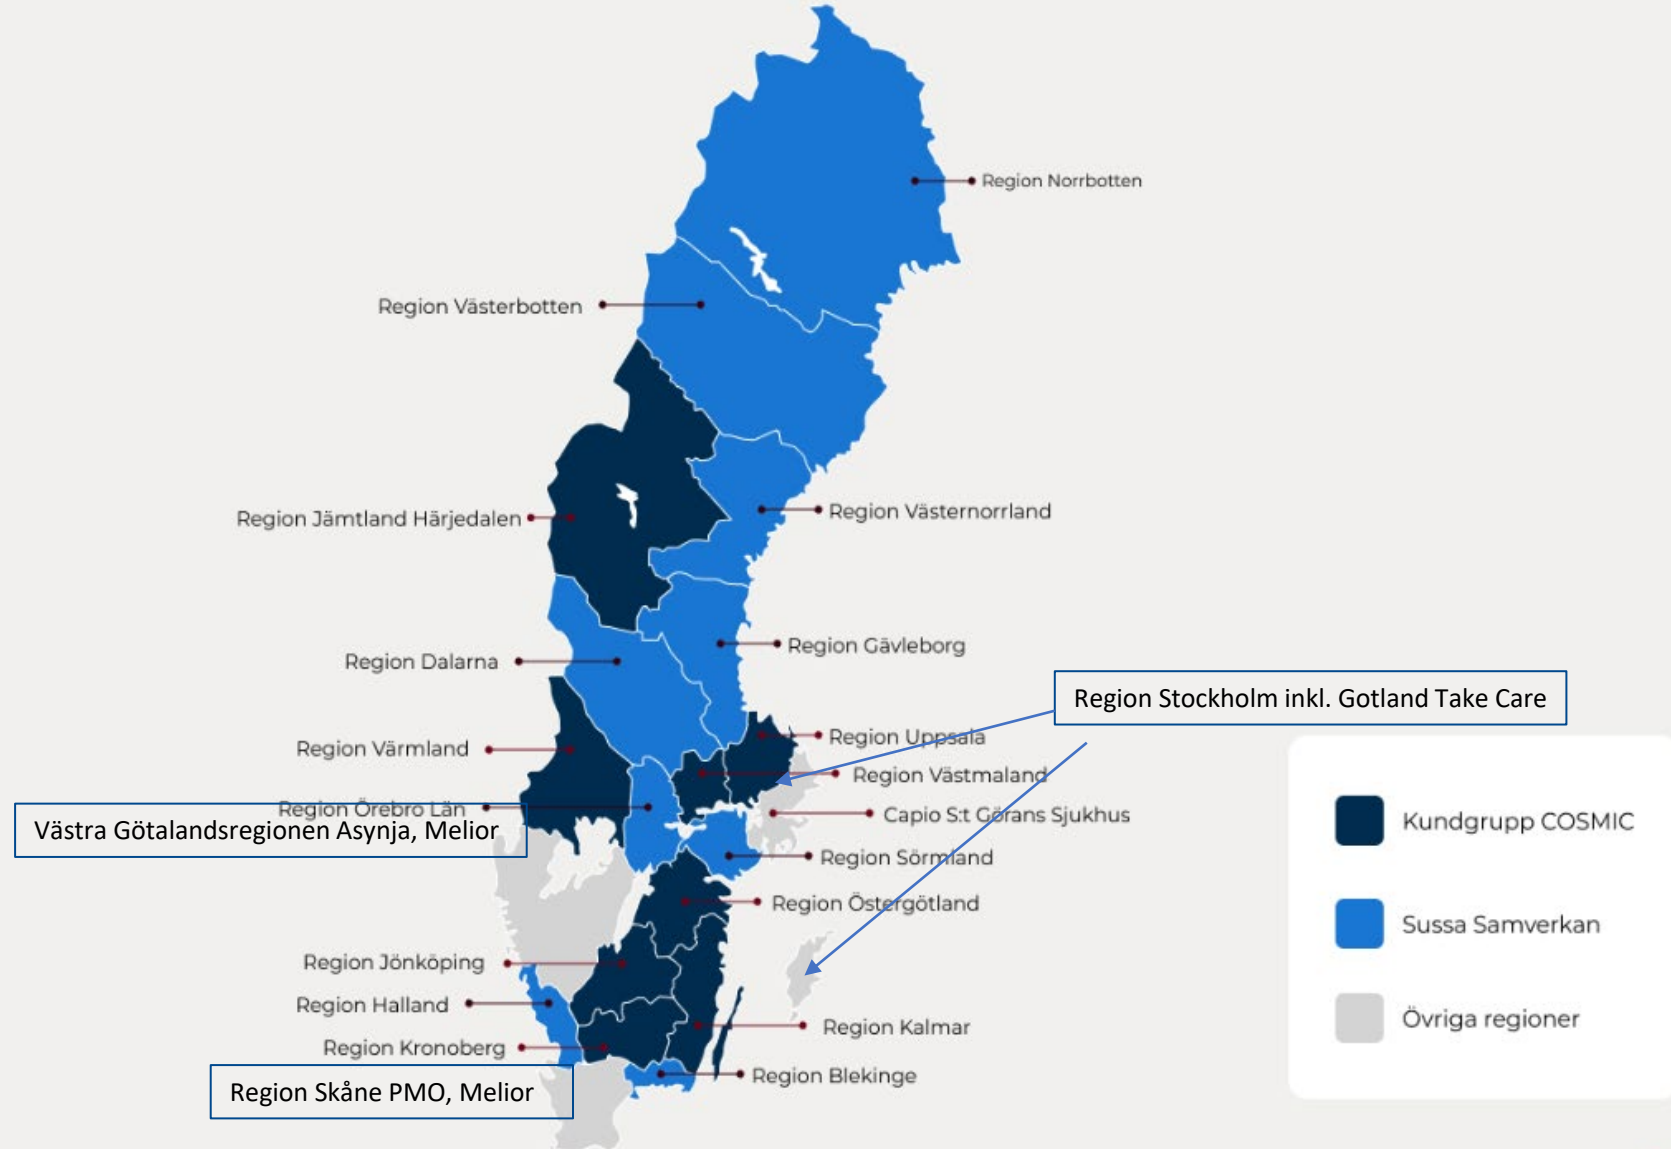 Region Norrbotten
Region Västerbotten
Region Västernorrland
Region Jämtland Härjedalen
Region Gävleborg
Region Dalarna
Region Stockholm inkl. Gotland Take Care
Region Uppsala
Region Värmland
Region Västmaland
Region Örebro Län
Capio S:t Görans Sjukhus
Kundgrupp COSMIC
Västra Götalandsregionen Asynja, Melior
Region Sörmland
Region Östergötland
Sussa Samverkan
Region Jönköping
Region Halland
Övriga regioner
Region Kalmar
Region Kronoberg
Region Blekinge
Region Skåne PMO, Melior